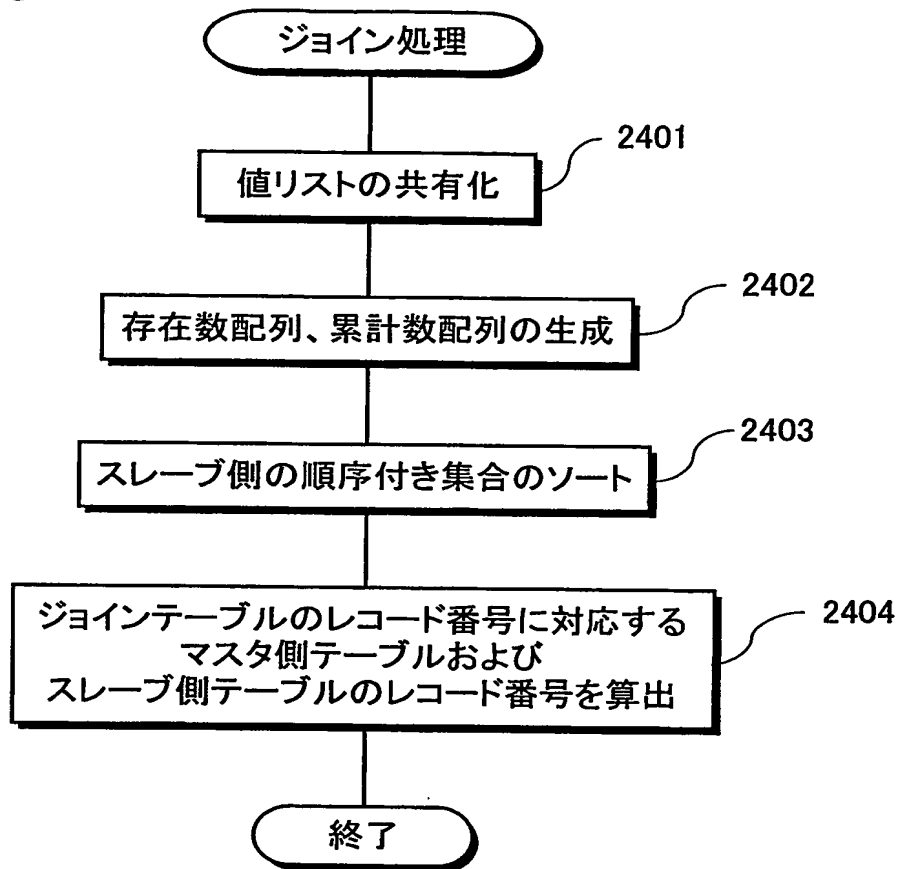 ジョイン処理
2401
値リストの共有化
2402
存在数配列、累計数配列の生成
2403
スレーブ側の順序付き集合のソート
2404
ジョインテーブルのレコード番号に対応する
マスタ側テーブルおよび
スレーブ側テーブルのレコード番号を算出
終了